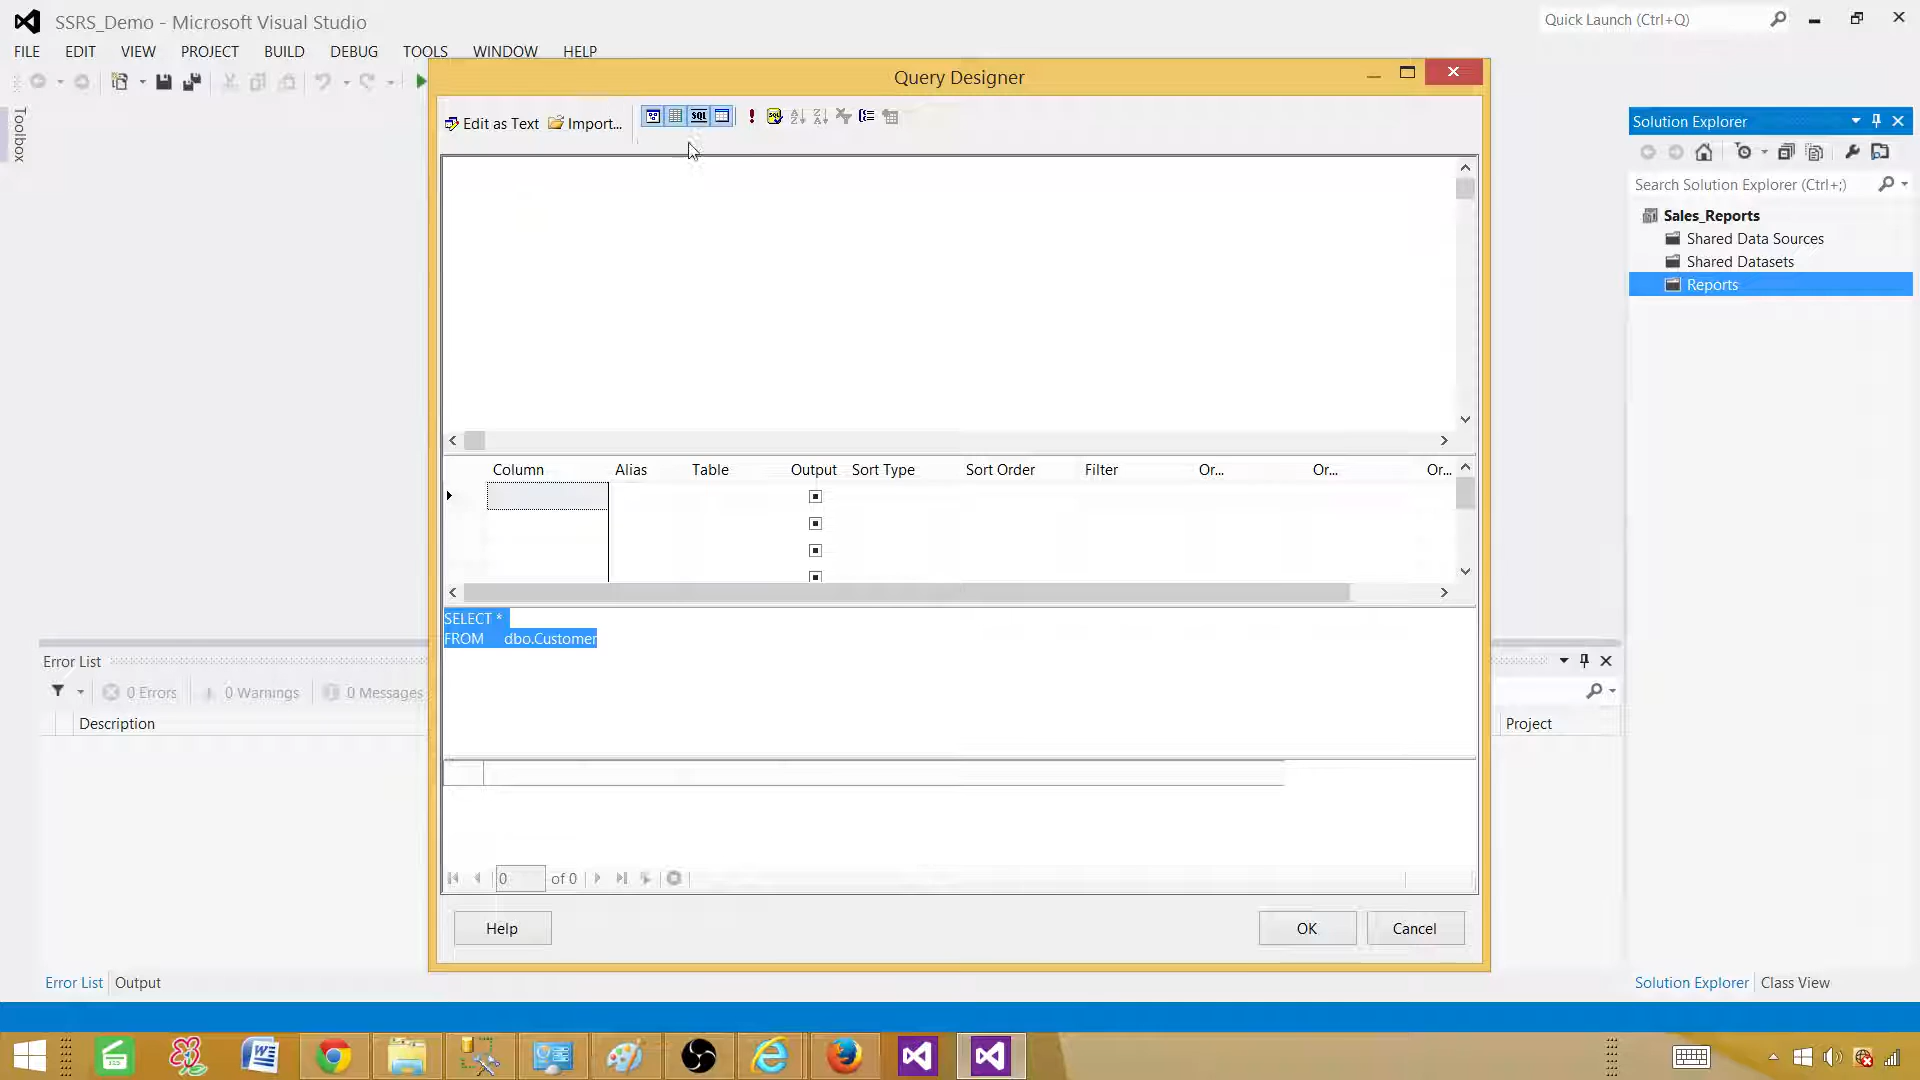 SSRS_Demo - Microsoft Visual Studio
Quick Launch (Ctrl+Q)
FILE EDIT VIEW PROJECT BUILD DEBUG TOOLS WINDOW HELP
Query Designer
Edit as Text Import... SQL
Toolbox
Solution Explorer
Search Solution Explorer (Ctrl+;)
Sales_Reports
Shared Data Sources
Shared Datasets
Reports
Column Alias Table Output Sort Type Sort Order Filter Or... Or... Or...
SELECT *
FROM dbo.Customer
Error List
0 Errors 0 Warnings 0 Messages
Description Project
0 of 0
Help OK Cancel
Error List Output
Solution Explorer Class View